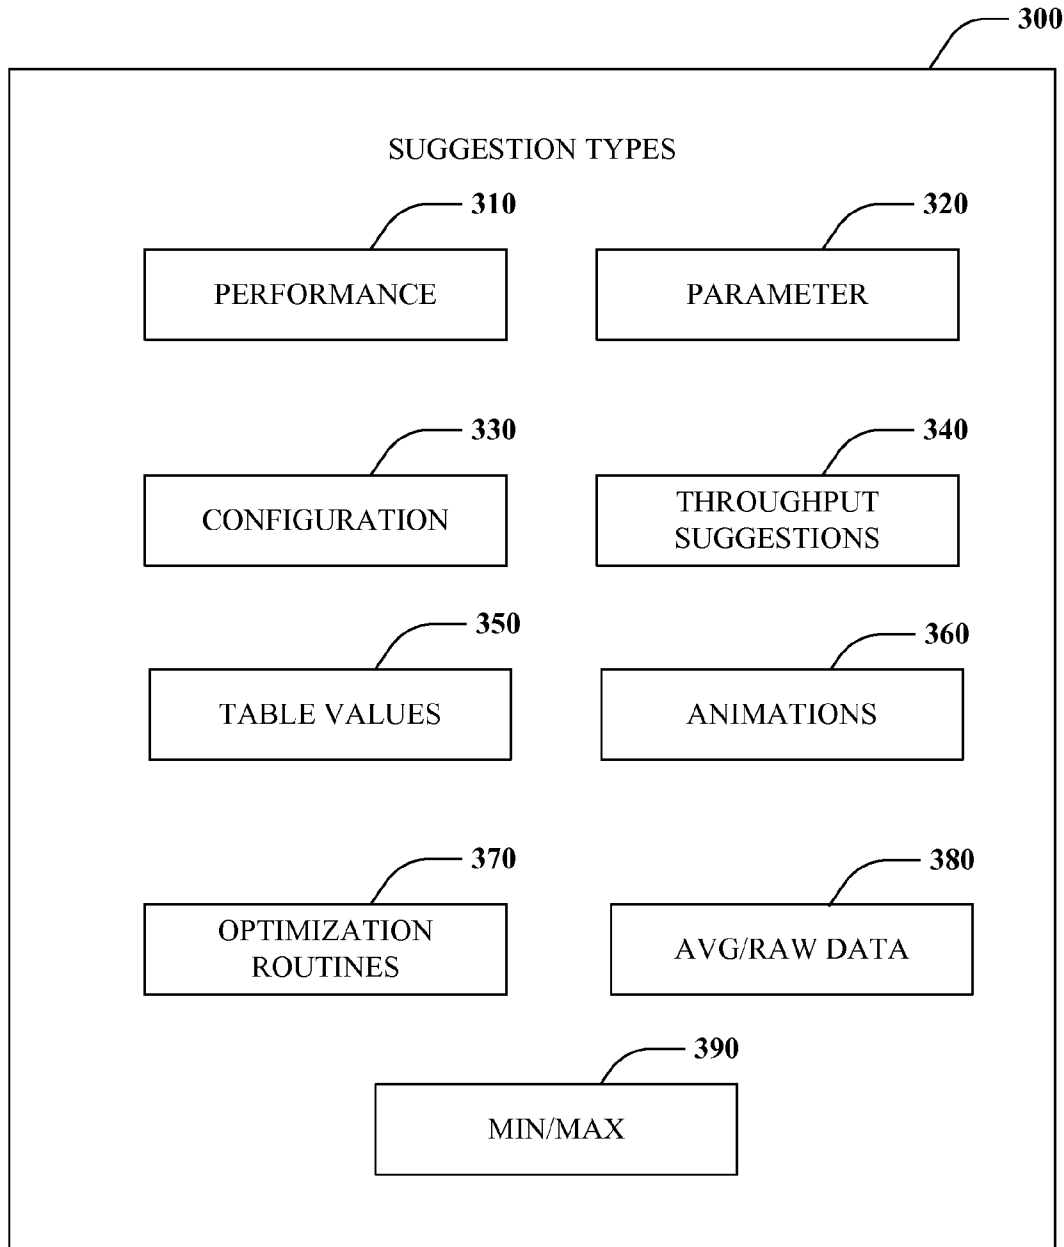 300
SUGGESTION TYPES
310
320
PERFORMANCE
PARAMETER
330
340
CONFIGURATION
THROUGHPUT
SUGGESTIONS
350
360
TABLE VALUES
ANIMATIONS
370
380
OPTIMIZATION
ROUTINES
AVG/RAW DATA
390
MIN/MAX